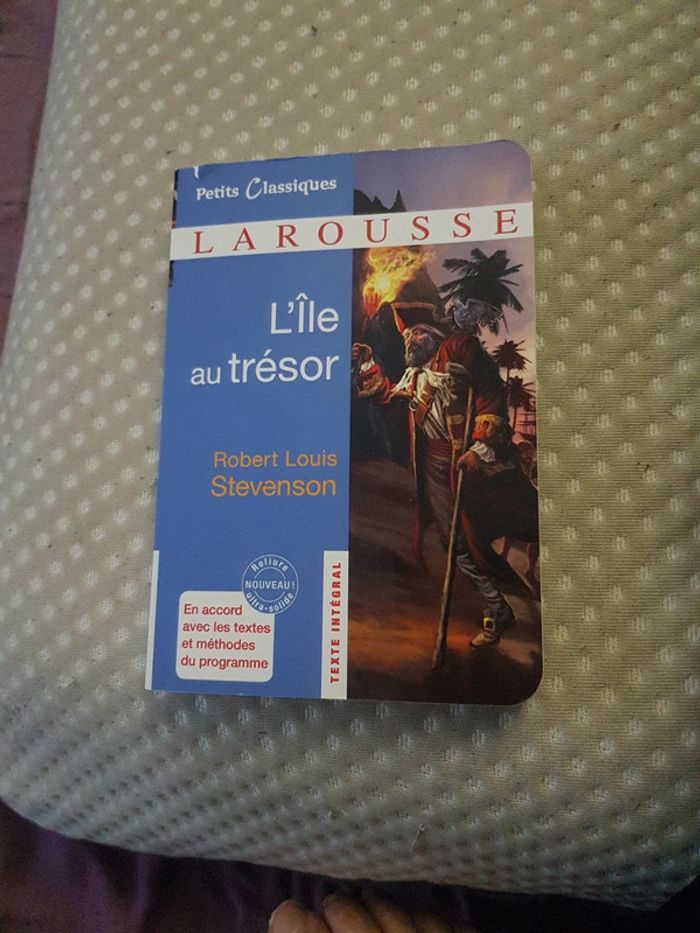 Petits Classiques
LAROUSSE
L'Île
au trésor
Robert Louis
Stevenson
Reliure
NOUVEAU !
ultra-solide
En accord
avec les textes
et méthodes
du programme
TEXTE INTÉGRAL